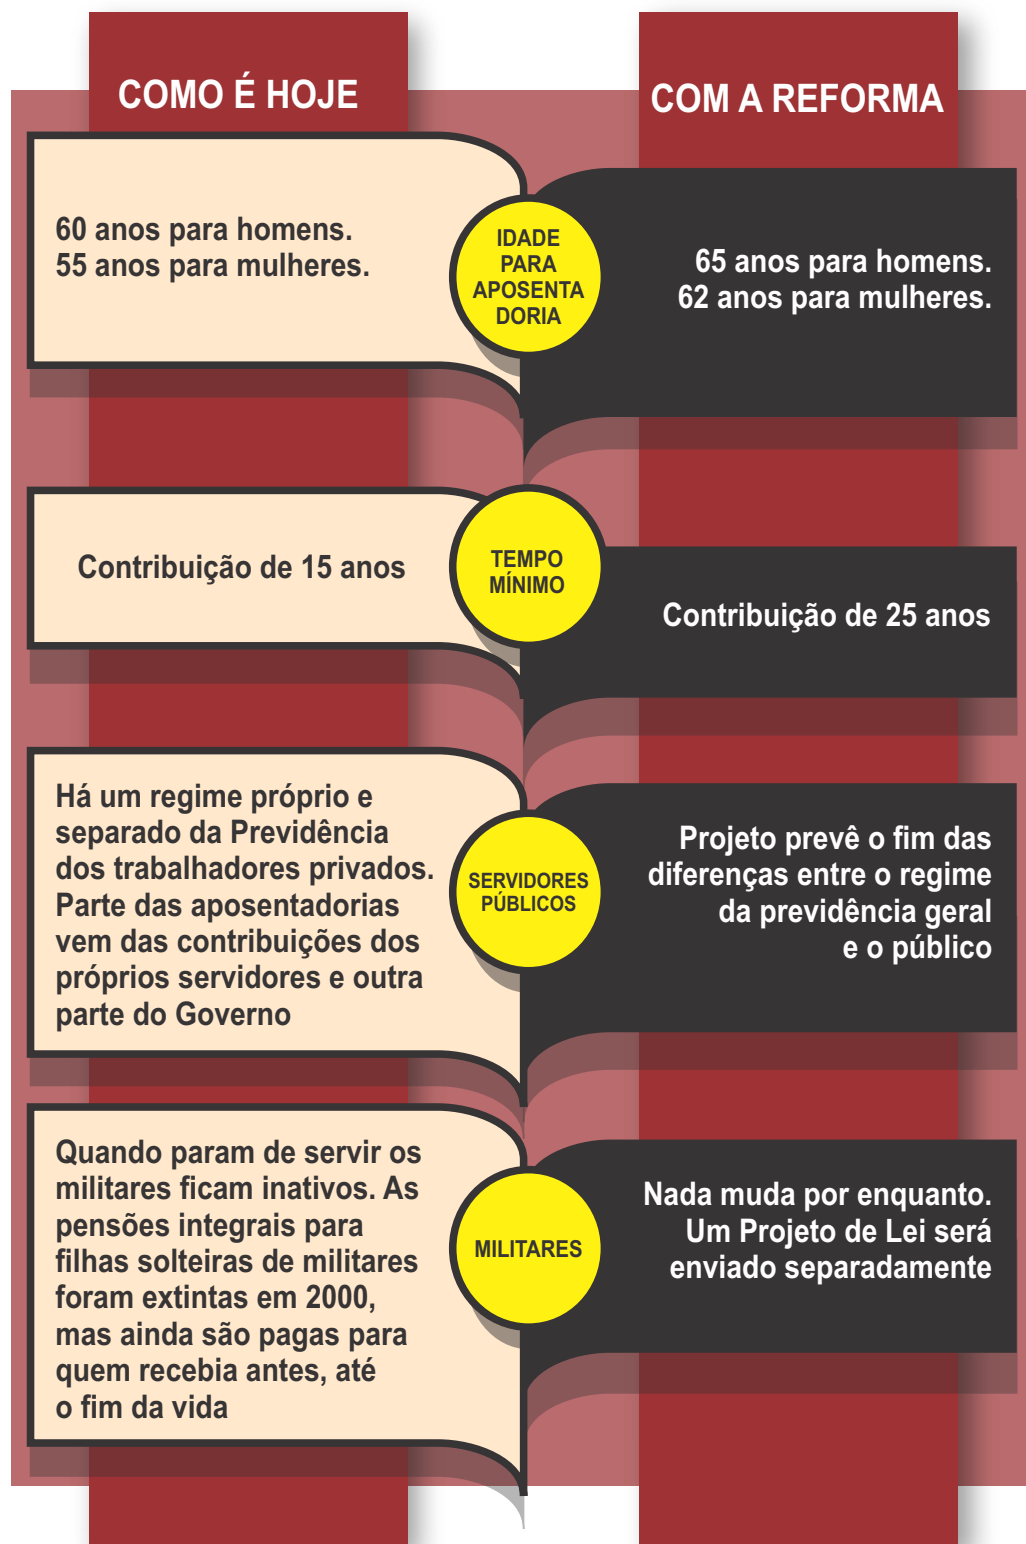 COMO É HOJE
COM A REFORMA
60 anos para homens.
55 anos para mulheres.
IDADE
PARA
APOSENTA
DORIA
65 anos para homens.
62 anos para mulheres.
Contribuição de 15 anos
TEMPO
MÍNIMO
Contribuição de 25 anos
Há um regime próprio e
separado da Previdência
dos trabalhadores privados.
Parte das aposentadorias
vem das contribuições dos
próprios servidores e outra
parte do Governo
SERVIDORES
PÚBLICOS
Projeto prevê o fim das
diferenças entre o regime
da previdência geral
e o público
Quando param de servir os
militares ficam inativos. As
pensões integrais para
filhas solteiras de militares
foram extintas em 2000,
mas ainda são pagas para
quem recebia antes, até
o fim da vida
MILITARES
Nada muda por enquanto.
Um Projeto de Lei será
enviado separadamente